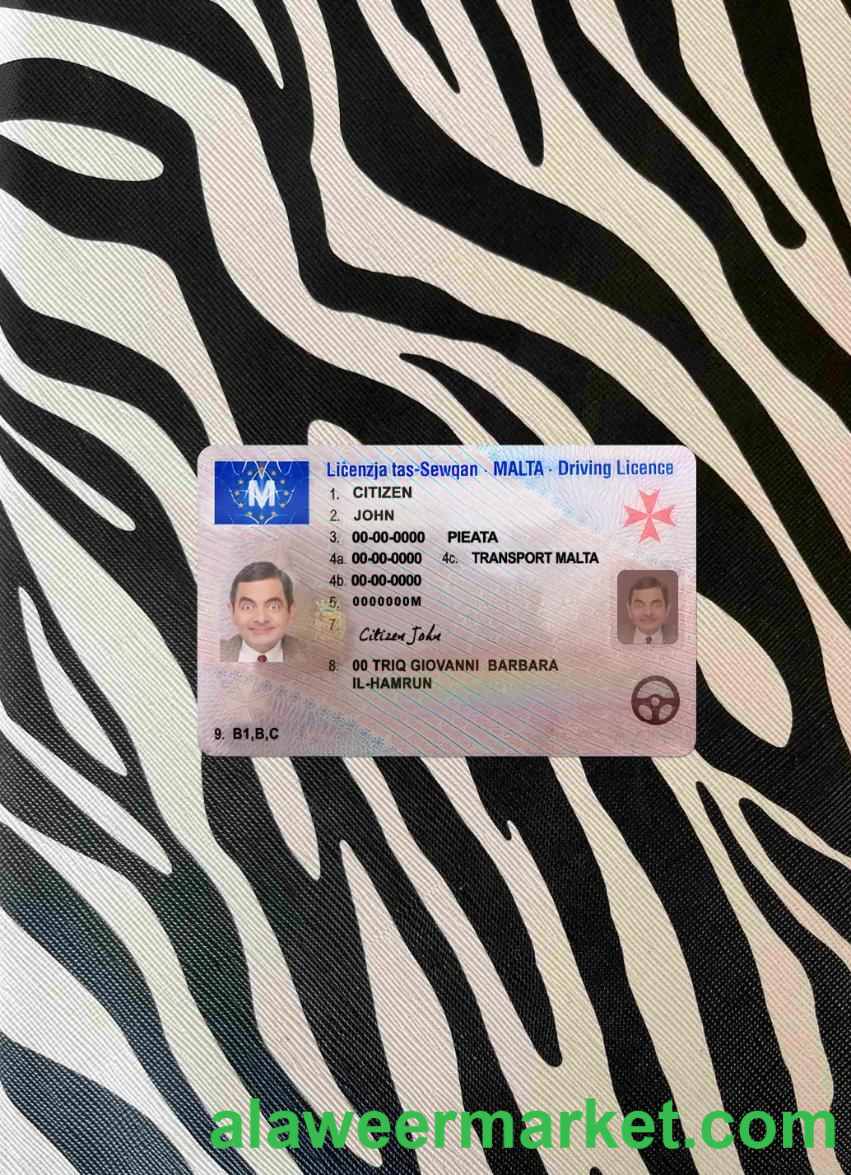 M
Liċenzja tas-Sewqan · MALTA · Driving Licence
1. CITIZEN
2. JOHN
3. 00-00-0000 PIEATA
4a. 00-00-0000 4c. TRANSPORT MALTA
4b. 00-00-0000
5. 0000000M
7. Citizen John
8. 00 TRIQ GIOVANNI BARBARA
IL-HAMRUN
9. B1,B,C
alaweermarket.com